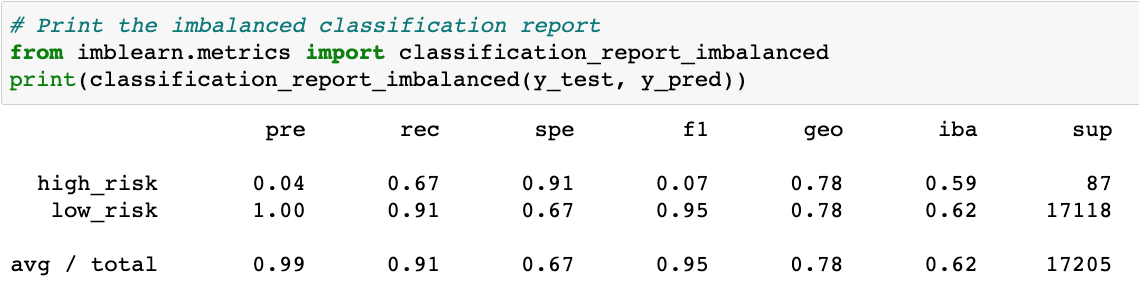 # Print the imbalanced classification report
from imblearn.metrics import classification_report_imbalanced
print(classification_report_imbalanced(y_test, y_pred))
pre rec spe f1 geo iba sup
high_risk 0.04 0.67 0.91 0.07 0.78 0.59 87
low_risk 1.00 0.91 0.67 0.95 0.78 0.62 17118
avg / total 0.99 0.91 0.67 0.95 0.78 0.62 17205